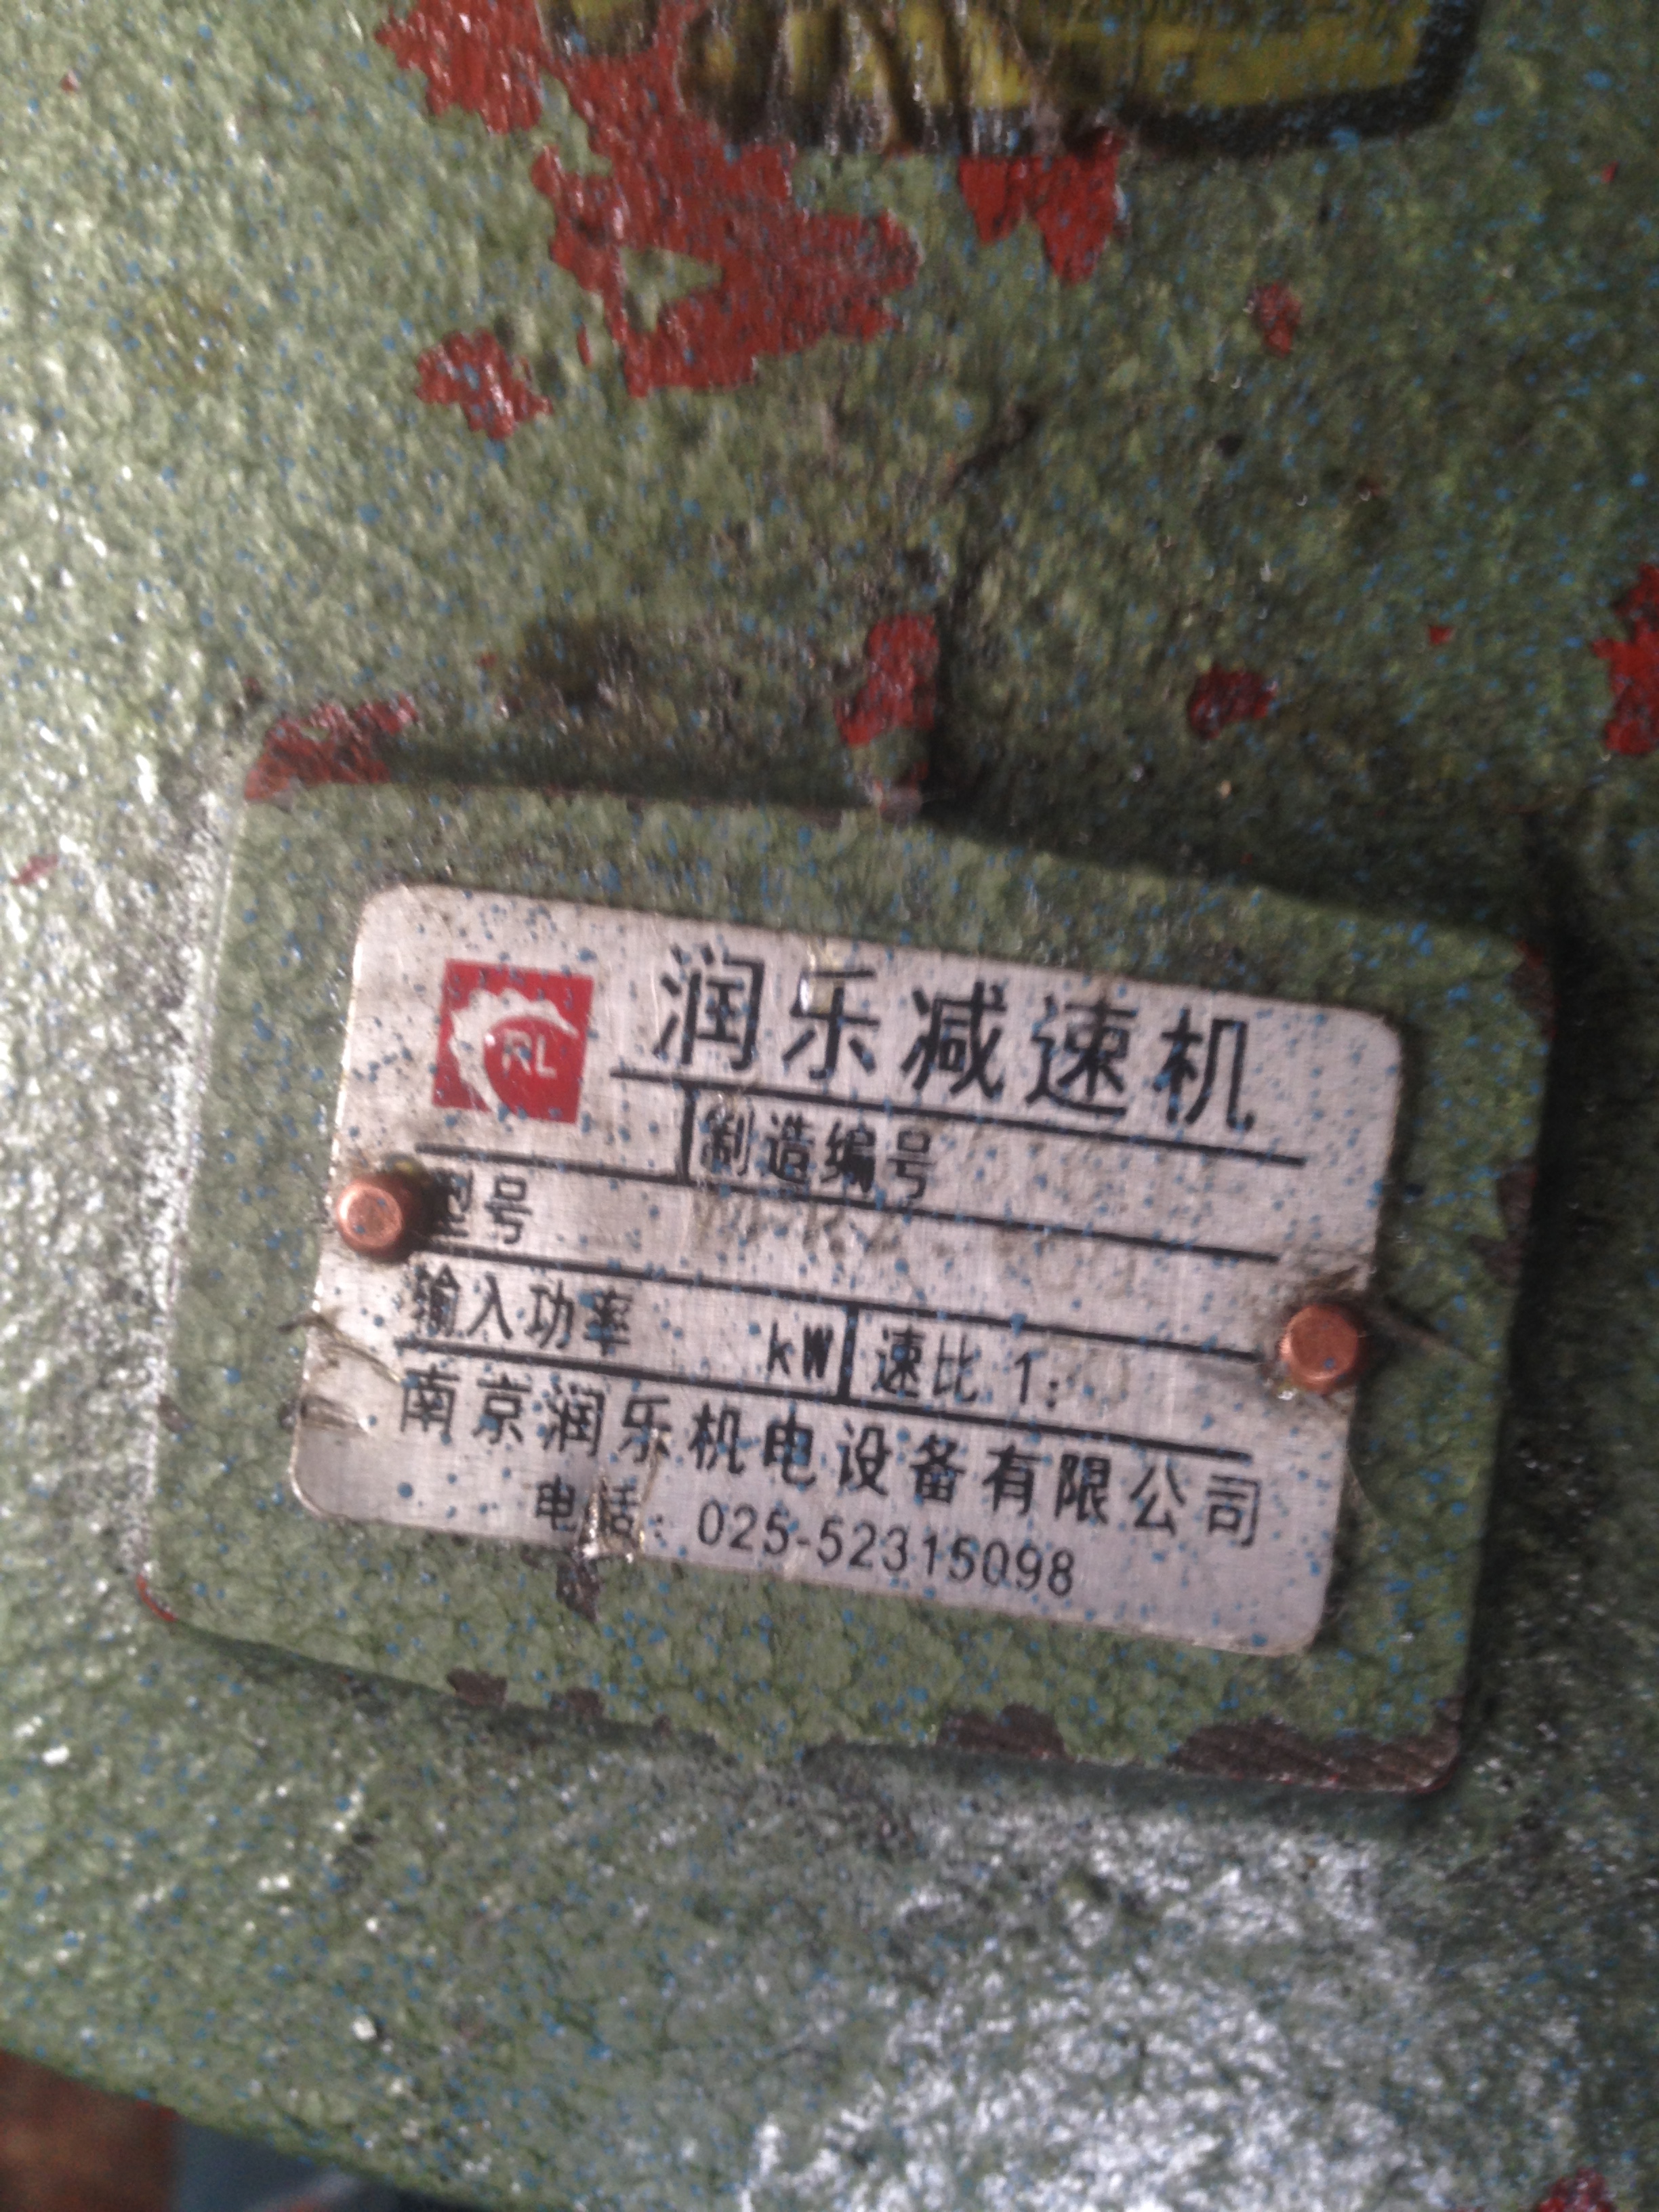 RL
润乐减速机
制造编号
型号
输入功率 kW 速比 1:
南京润乐机电设备有限公司
电话: 025-52315098